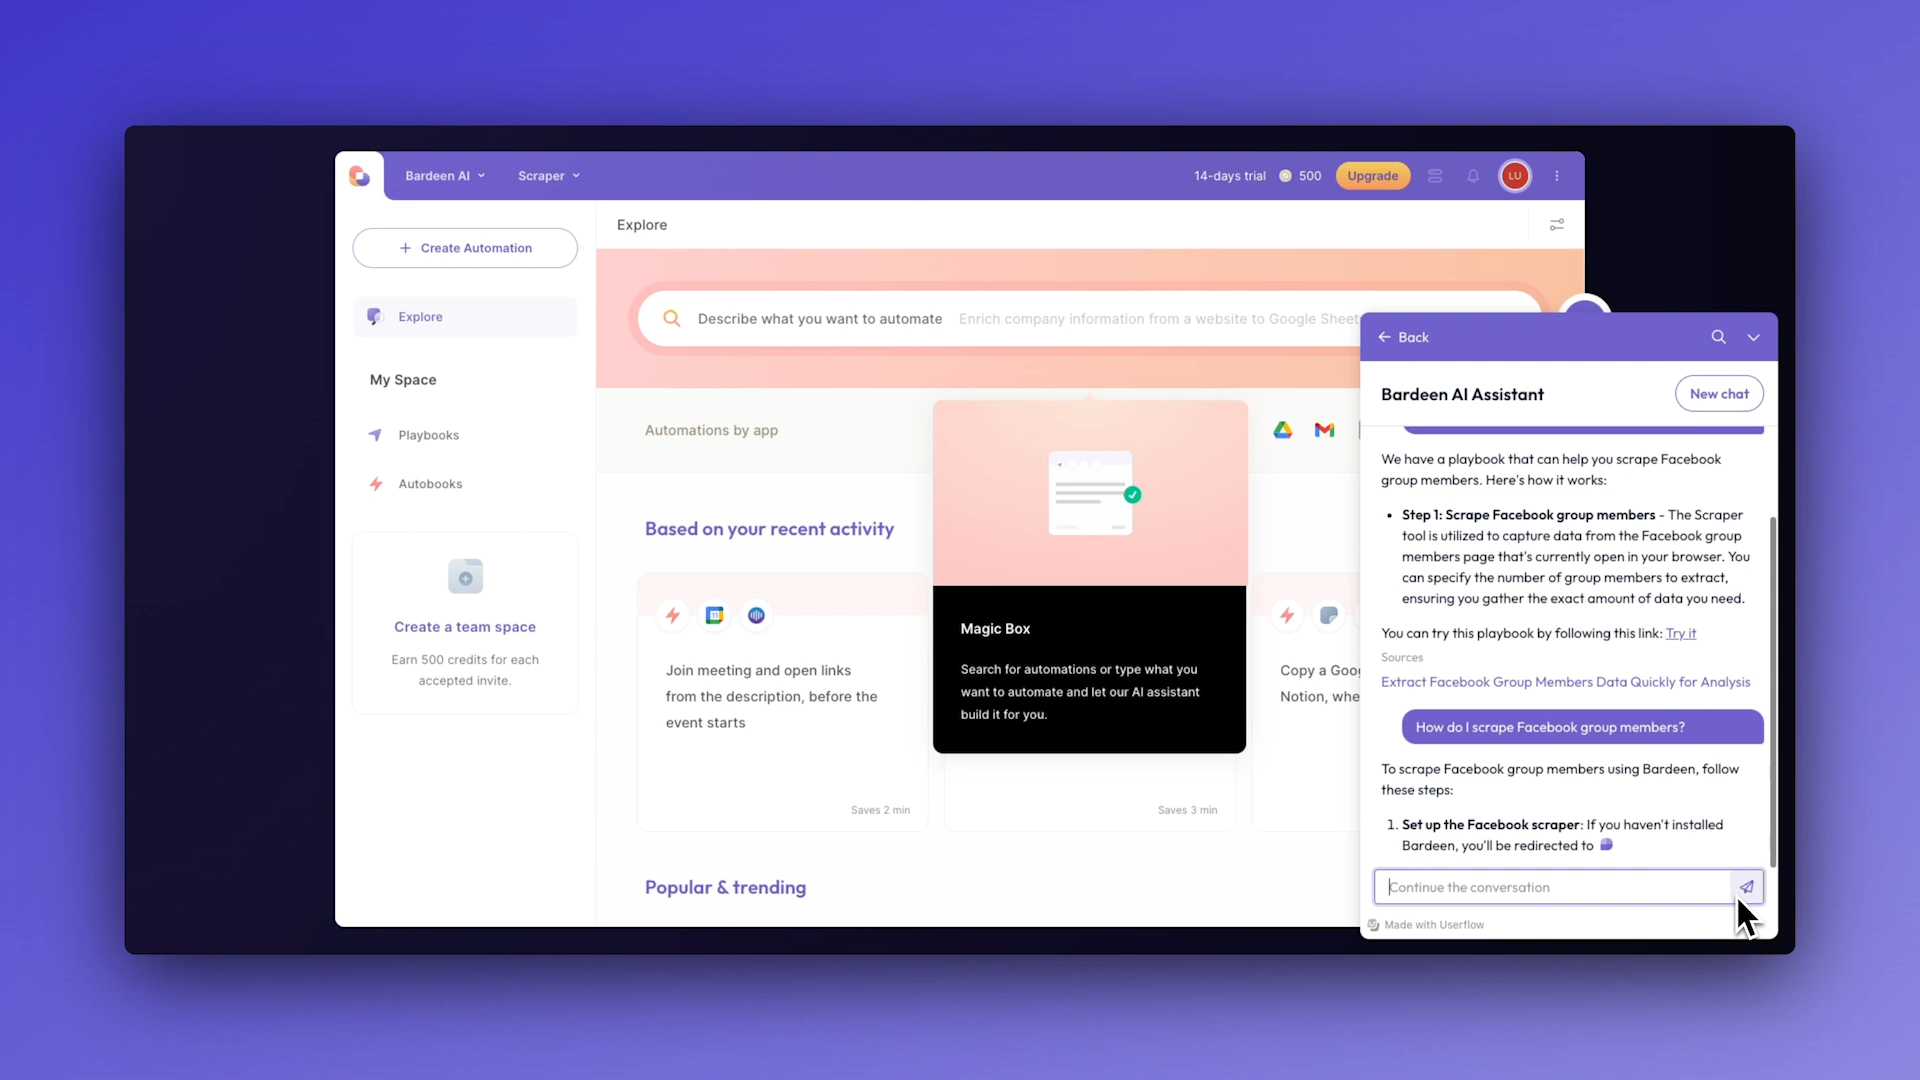 Bardeen AI
Scraper
14-days trial
500
Upgrade
LU
Create Automation
Explore
My Space
Playbooks
Autobooks
Create a team space
Earn 500 credits for each
accepted invite.
Explore
Describe what you want to automate
Enrich company information from a website to Google Sheet
Automations by app
Based on your recent activity
Join meeting and open links
from the description, before the
event starts
Saves 2 min
Magic Box
Search for automations or type what you
want to automate and let our AI assistant
build it for you.
Saves 3 min
Copy a Goo
Notion, whe
Popular & trending
Back
Bardeen AI Assistant
New chat
We have a playbook that can help you scrape Facebook
group members. Here's how it works:
• Step 1: Scrape Facebook group members - The Scraper
tool is utilized to capture data from the Facebook group
members page that's currently open in your browser. You
can specify the number of group members to extract,
ensuring you gather the exact amount of data you need.
You can try this playbook by following this link: Try it
Sources
Extract Facebook Group Members Data Quickly for Analysis
How do I scrape Facebook group members?
To scrape Facebook group members using Bardeen, follow
these steps:
1. Set up the Facebook scraper: If you haven't installed
Bardeen, you'll be redirected to
Continue the conversation
Made with Userflow